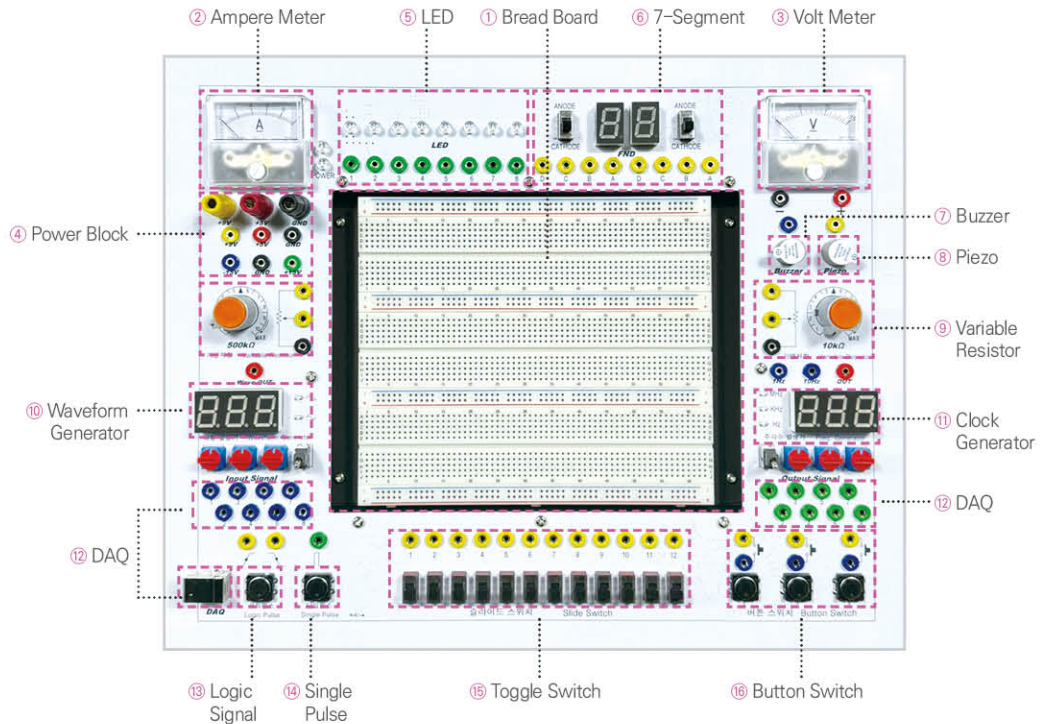 ② Ampere Meter
⑤ LED
① Bread Board
⑥ 7-Segment
③ Volt Meter
A
V
LED
POWER
1 2 3 4 5 6 7 8
ANODE
CATHODE
ANODE
CATHODE
FND
D C B A D C B A
④ Power Block
+9V +5V GND
+9V +5V GND
GND
⑦ Buzzer
⑧ Piezo
Buzzer
Piezo
500kΩ
MAX
10kΩ
MAX
⑨ Variable
Resistor
1Hz 10Hz OUT
⑩ Waveform
Generator
MHz
KHz
Hz
⑪ Clock
Generator
Input Signal
Output Signal
⑫ DAQ
⑫ DAQ
1 2 3 4 5 6 7 8 9 10 11 12
DAQ
Logic Pulse
Single Pulse
슬라이드 스위치 Slide Switch
버튼 스위치 Button Switch
⑬ Logic
Signal
⑭ Single
Pulse
⑮ Toggle Switch
⑯ Button Switch